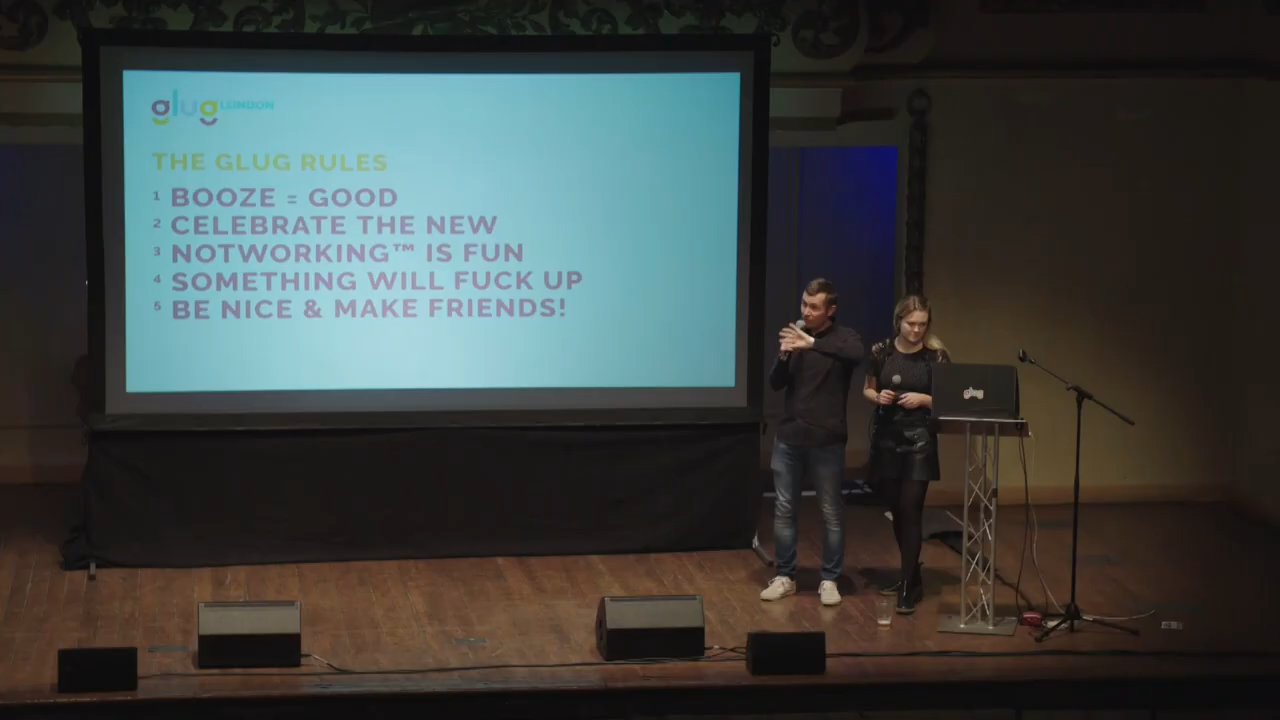 glug LONDON
THE GLUG RULES
1 BOOZE = GOOD
2 CELEBRATE THE NEW
3 NOTWORKING™ IS FUN
4 SOMETHING WILL FUCK UP
5 BE NICE & MAKE FRIENDS!
glug